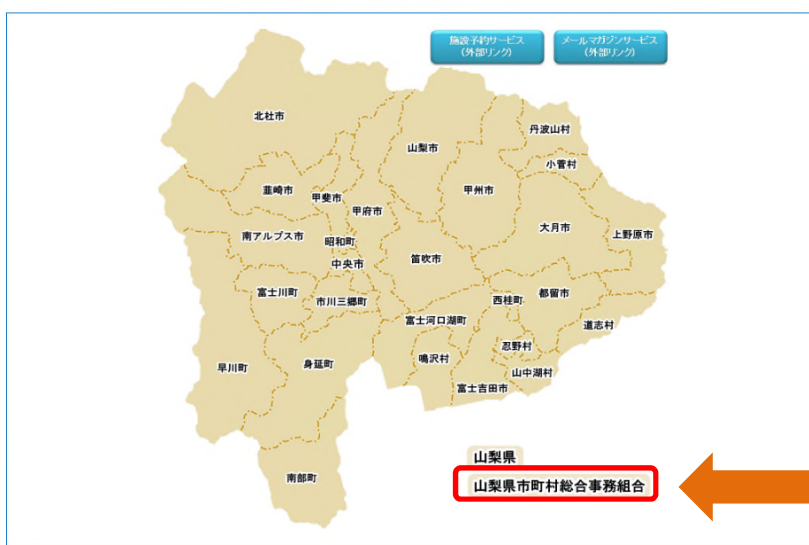 施設予約サービス
(外部リンク)
メールマガジンサービス
(外部リンク)
北杜市
丹波山村
山梨市
小菅村
韮崎市
甲斐市
甲州市
甲府市
大月市
上野原市
南アルプス市
昭和町
中央市
笛吹市
富士川町
市川三郷町
西桂町
都留市
富士河口湖町
道志村
忍野村
鳴沢村
身延町
早川町
山中湖村
富士吉田市
南部町
山梨県
山梨県市町村総合事務組合